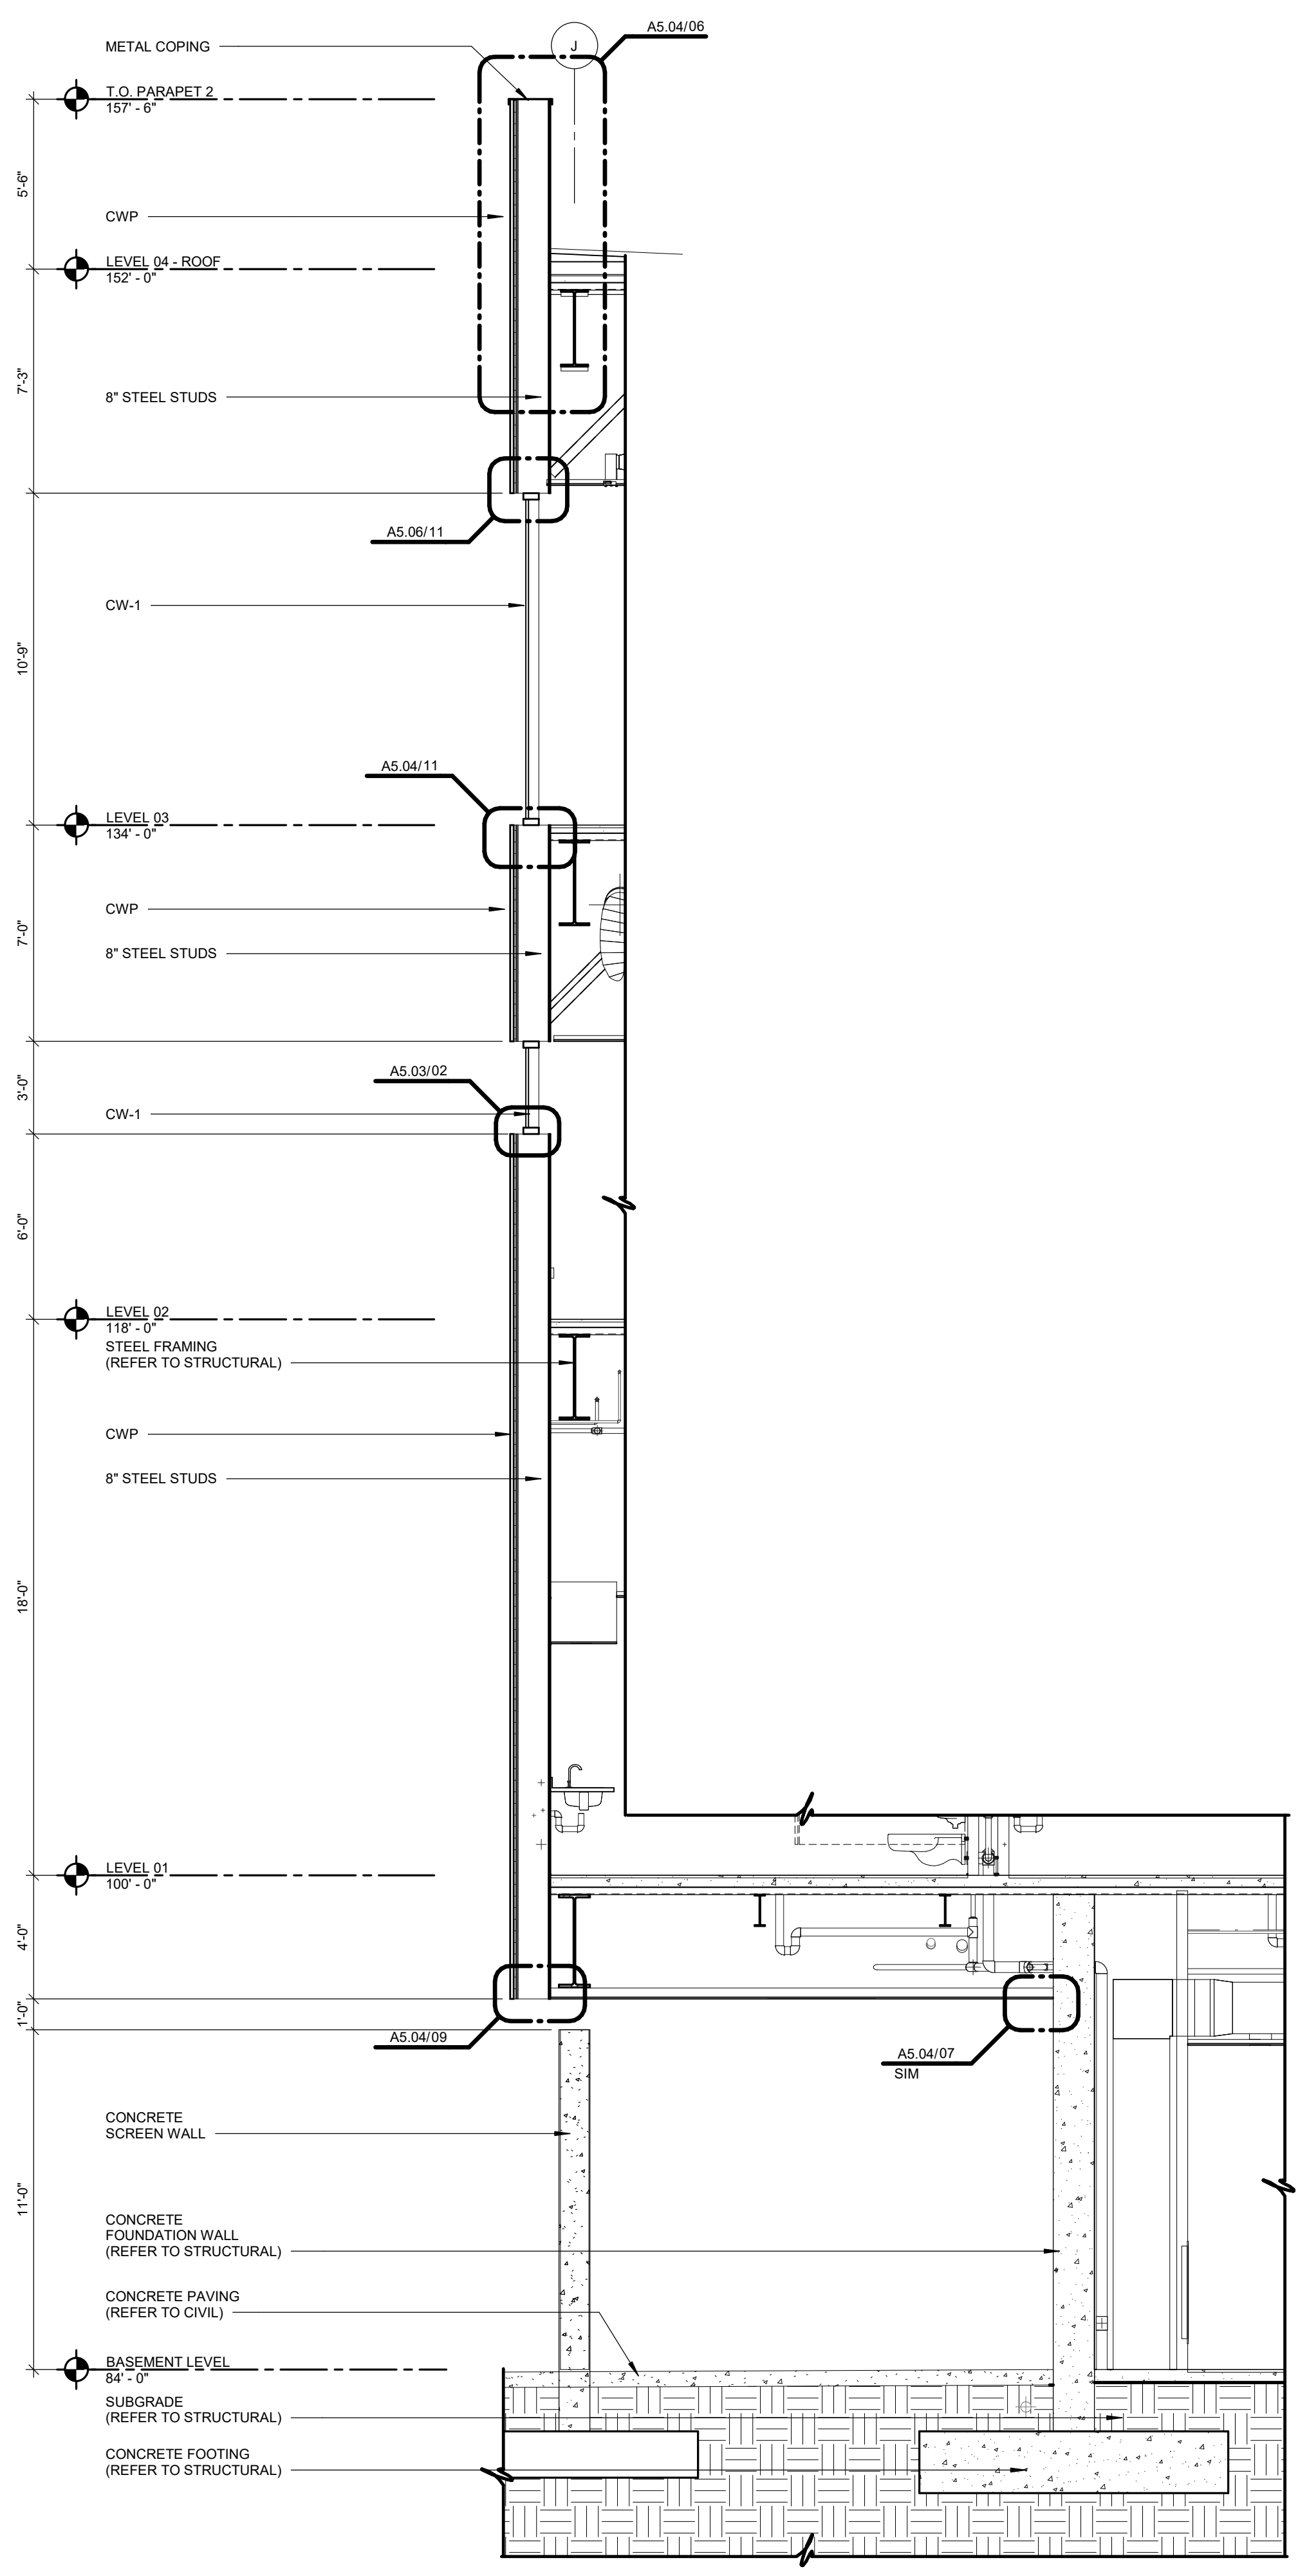 A5.04/06
J
METAL COPING
T.O. PARAPET 2
157' - 6"
5'-6"
CWP
LEVEL 04 - ROOF
152' - 0"
7'-3"
8" STEEL STUDS
A5.06/11
CW-1
10'-9"
A5.04/11
LEVEL 03
134' - 0"
CWP
7'-0"
8" STEEL STUDS
A5.03/02
3'-0"
CW-1
6'-0"
LEVEL 02
118' - 0"
STEEL FRAMING
(REFER TO STRUCTURAL)
CWP
8" STEEL STUDS
18'-0"
LEVEL 01
100' - 0"
4'-0"
1'-0"
A5.04/09
A5.04/07
SIM
CONCRETE
SCREEN WALL
11'-0"
CONCRETE
FOUNDATION WALL
(REFER TO STRUCTURAL)
CONCRETE PAVING
(REFER TO CIVIL)
BASEMENT LEVEL
84' - 0"
SUBGRADE
(REFER TO STRUCTURAL)
CONCRETE FOOTING
(REFER TO STRUCTURAL)